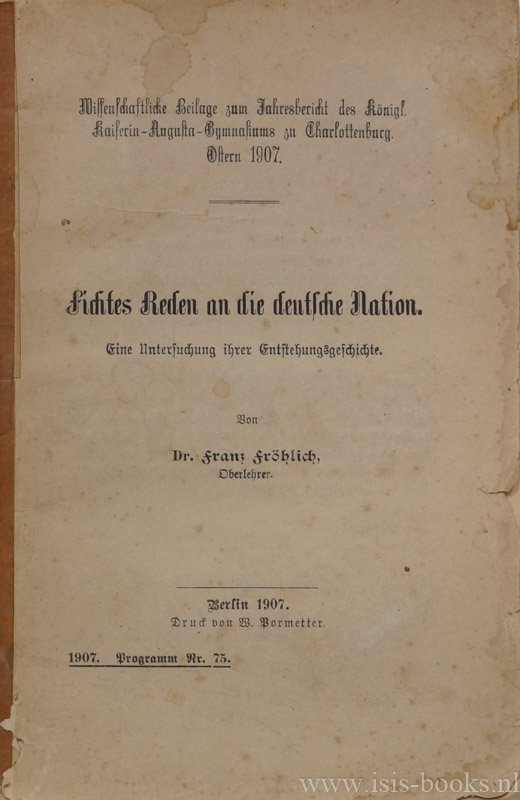 Wissenschaftliche Beilage zum Jahresbericht des Königl.
Kaiserin-Augusta-Gymnasiums zu Charlottenburg.
Ostern 1907.
Fichtes Reden an die deutsche Nation.
Eine Untersuchung ihrer Entstehungsgeschichte.
Von
Dr. Franz Fröhlich,
Oberlehrer.
Berlin 1907.
Druck von W. Pormetter.
1907. Programm Nr. 75.
www.isis-books.nl